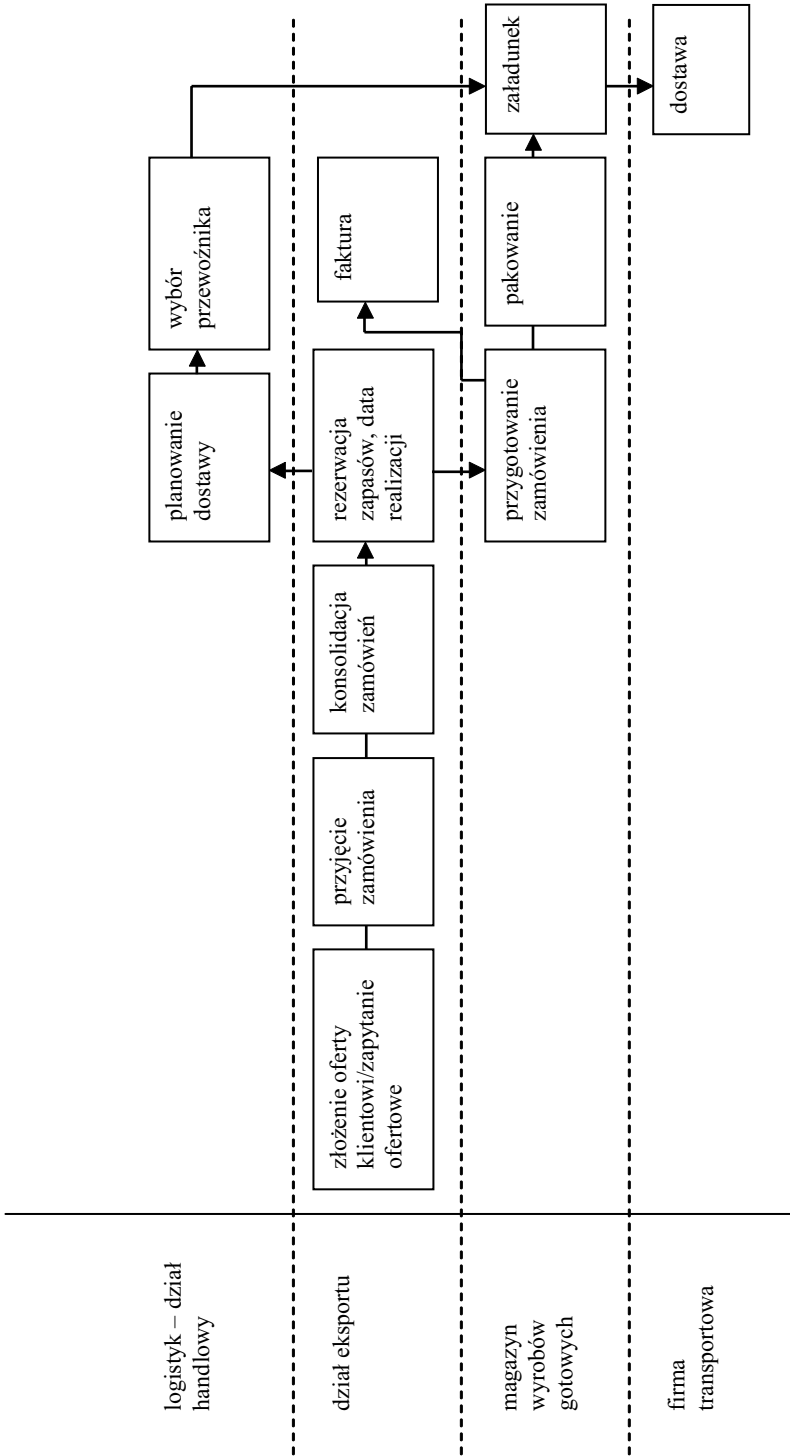 logistyk – dział
handlowy
planowanie
dostawy
wybór
przewoźnika
dział eksportu
złożenie oferty
klientowi/zapytanie
ofertowe
przyjęcie
zamówienia
konsolidacja
zamówień
rezerwacja
zapasów, data
realizacji
faktura
magazyn
wyrobów
gotowych
przygotowanie
zamówienia
pakowanie
załadunek
firma
transportowa
dostawa